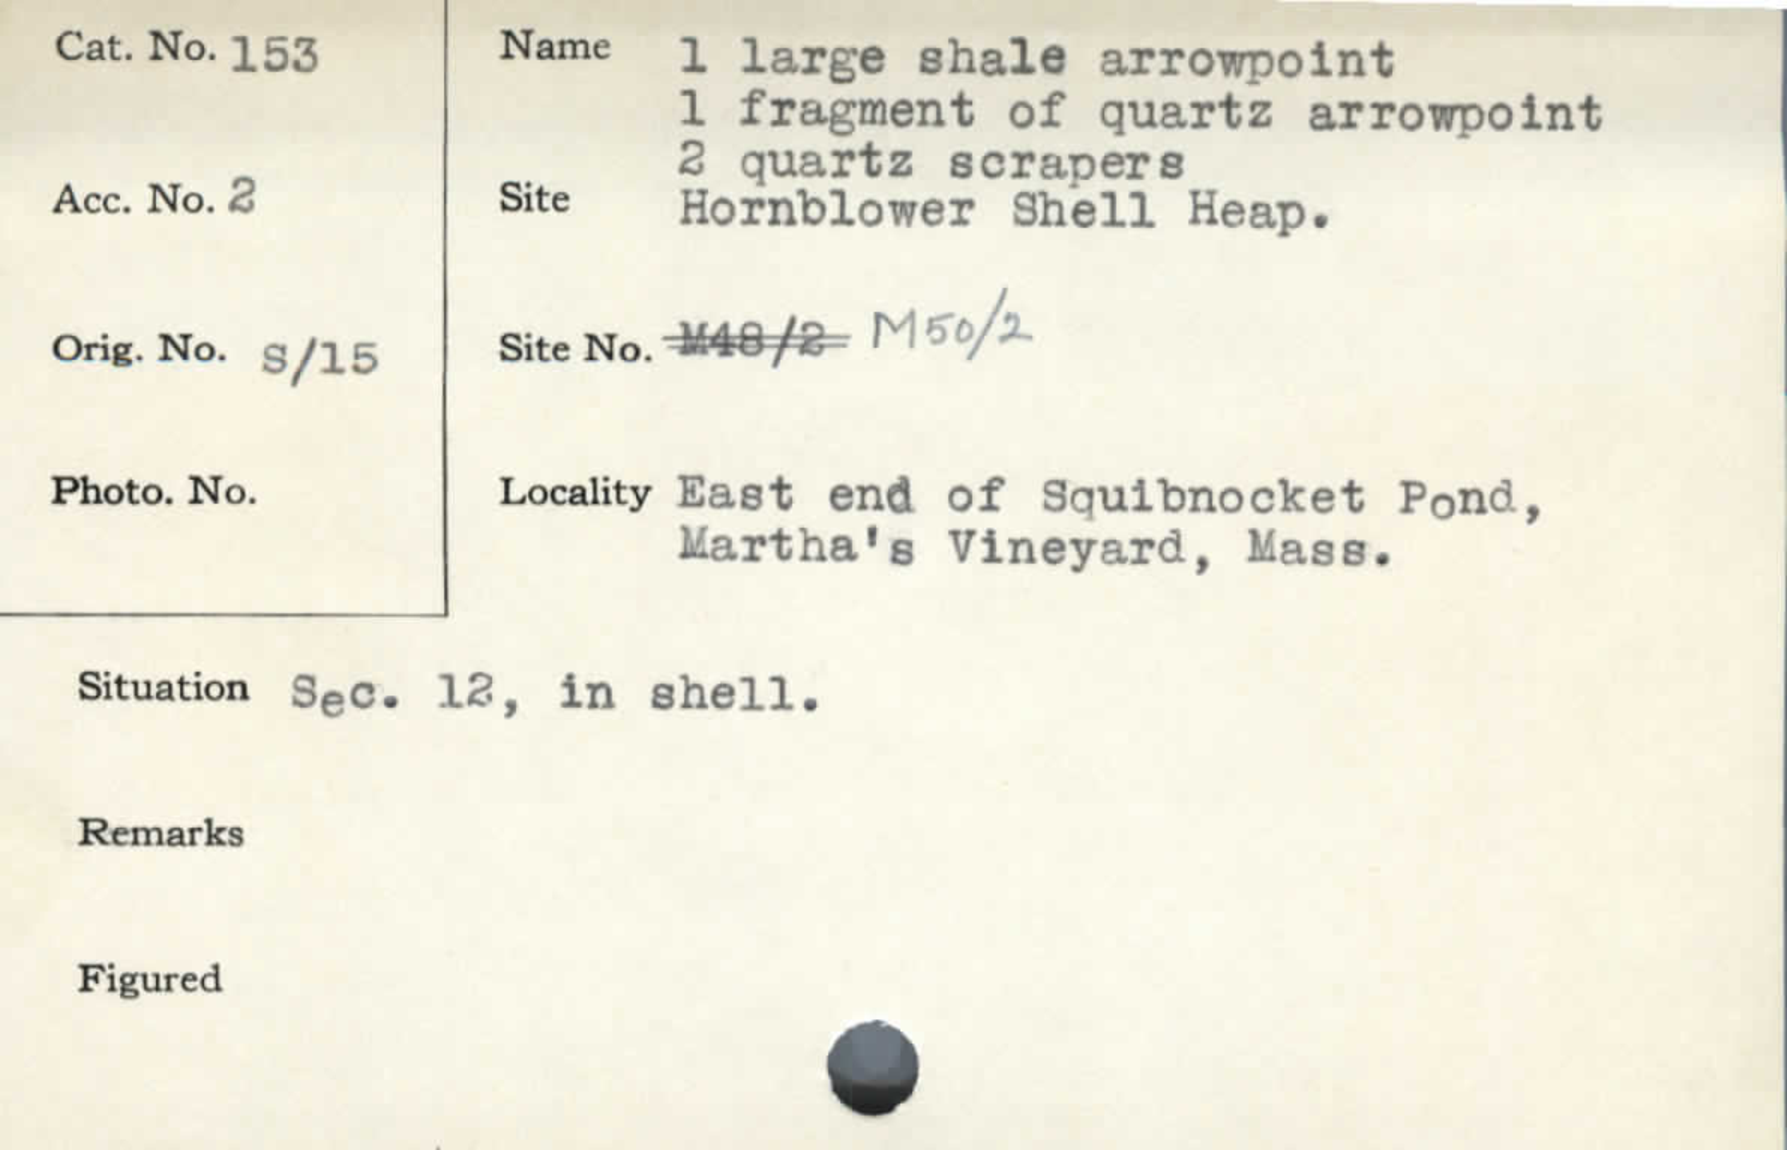 Cat. No. 153
Acc. No. 2
Orig. No. S/15
Photo. No.
Name 1 large shale arrowpoint
1 fragment of quartz arrowpoint
2 quartz scrapers
Site Hornblower Shell Heap.
Site No. M48/2 M50/2
Locality East end of Squibnocket Pond,
Martha's Vineyard, Mass.
Situation Sec. 12, in shell.
Remarks
Figured